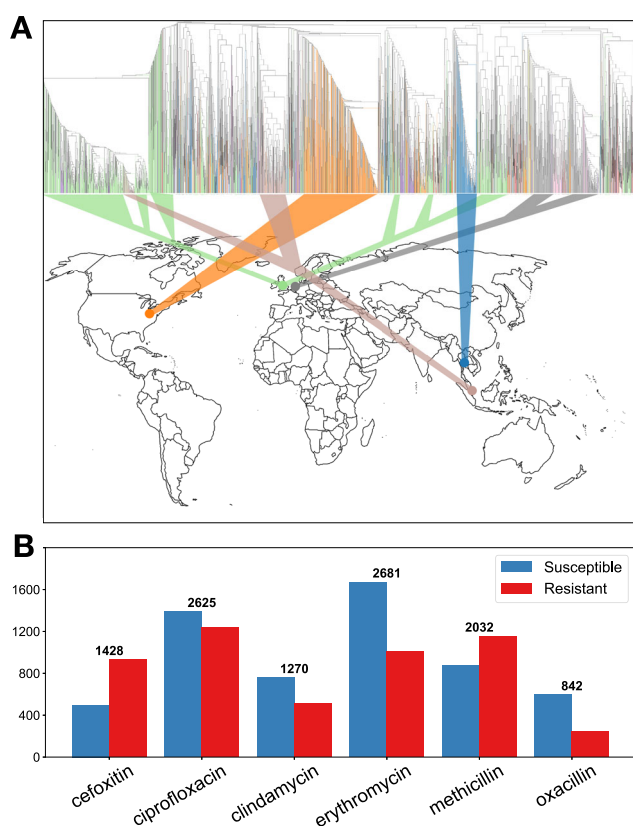 A
B
Susceptible
Resistant
1600
1200
800
400
0
1428
2625
1270
2681
2032
842
cefoxitin
ciprofloxacin
clindamycin
erythromycin
methicillin
oxacillin